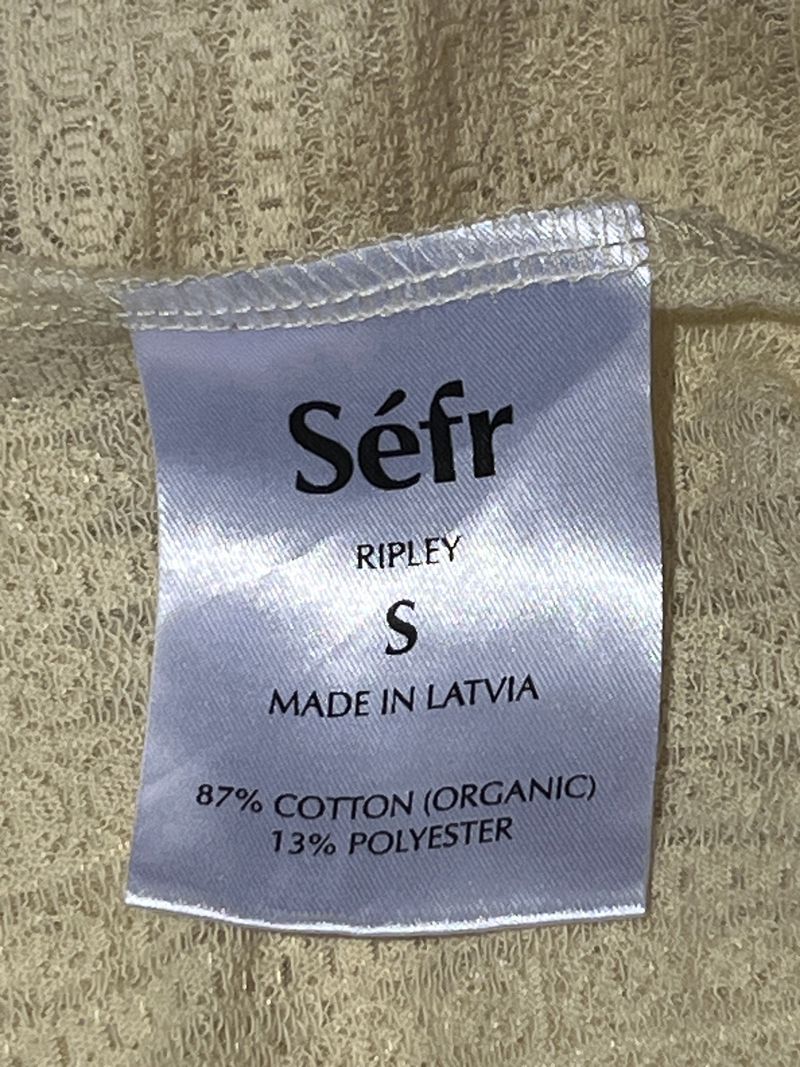 Séfr
RIPLEY
S
MADE IN LATVIA
87% COTTON (ORGANIC)
13% POLYESTER